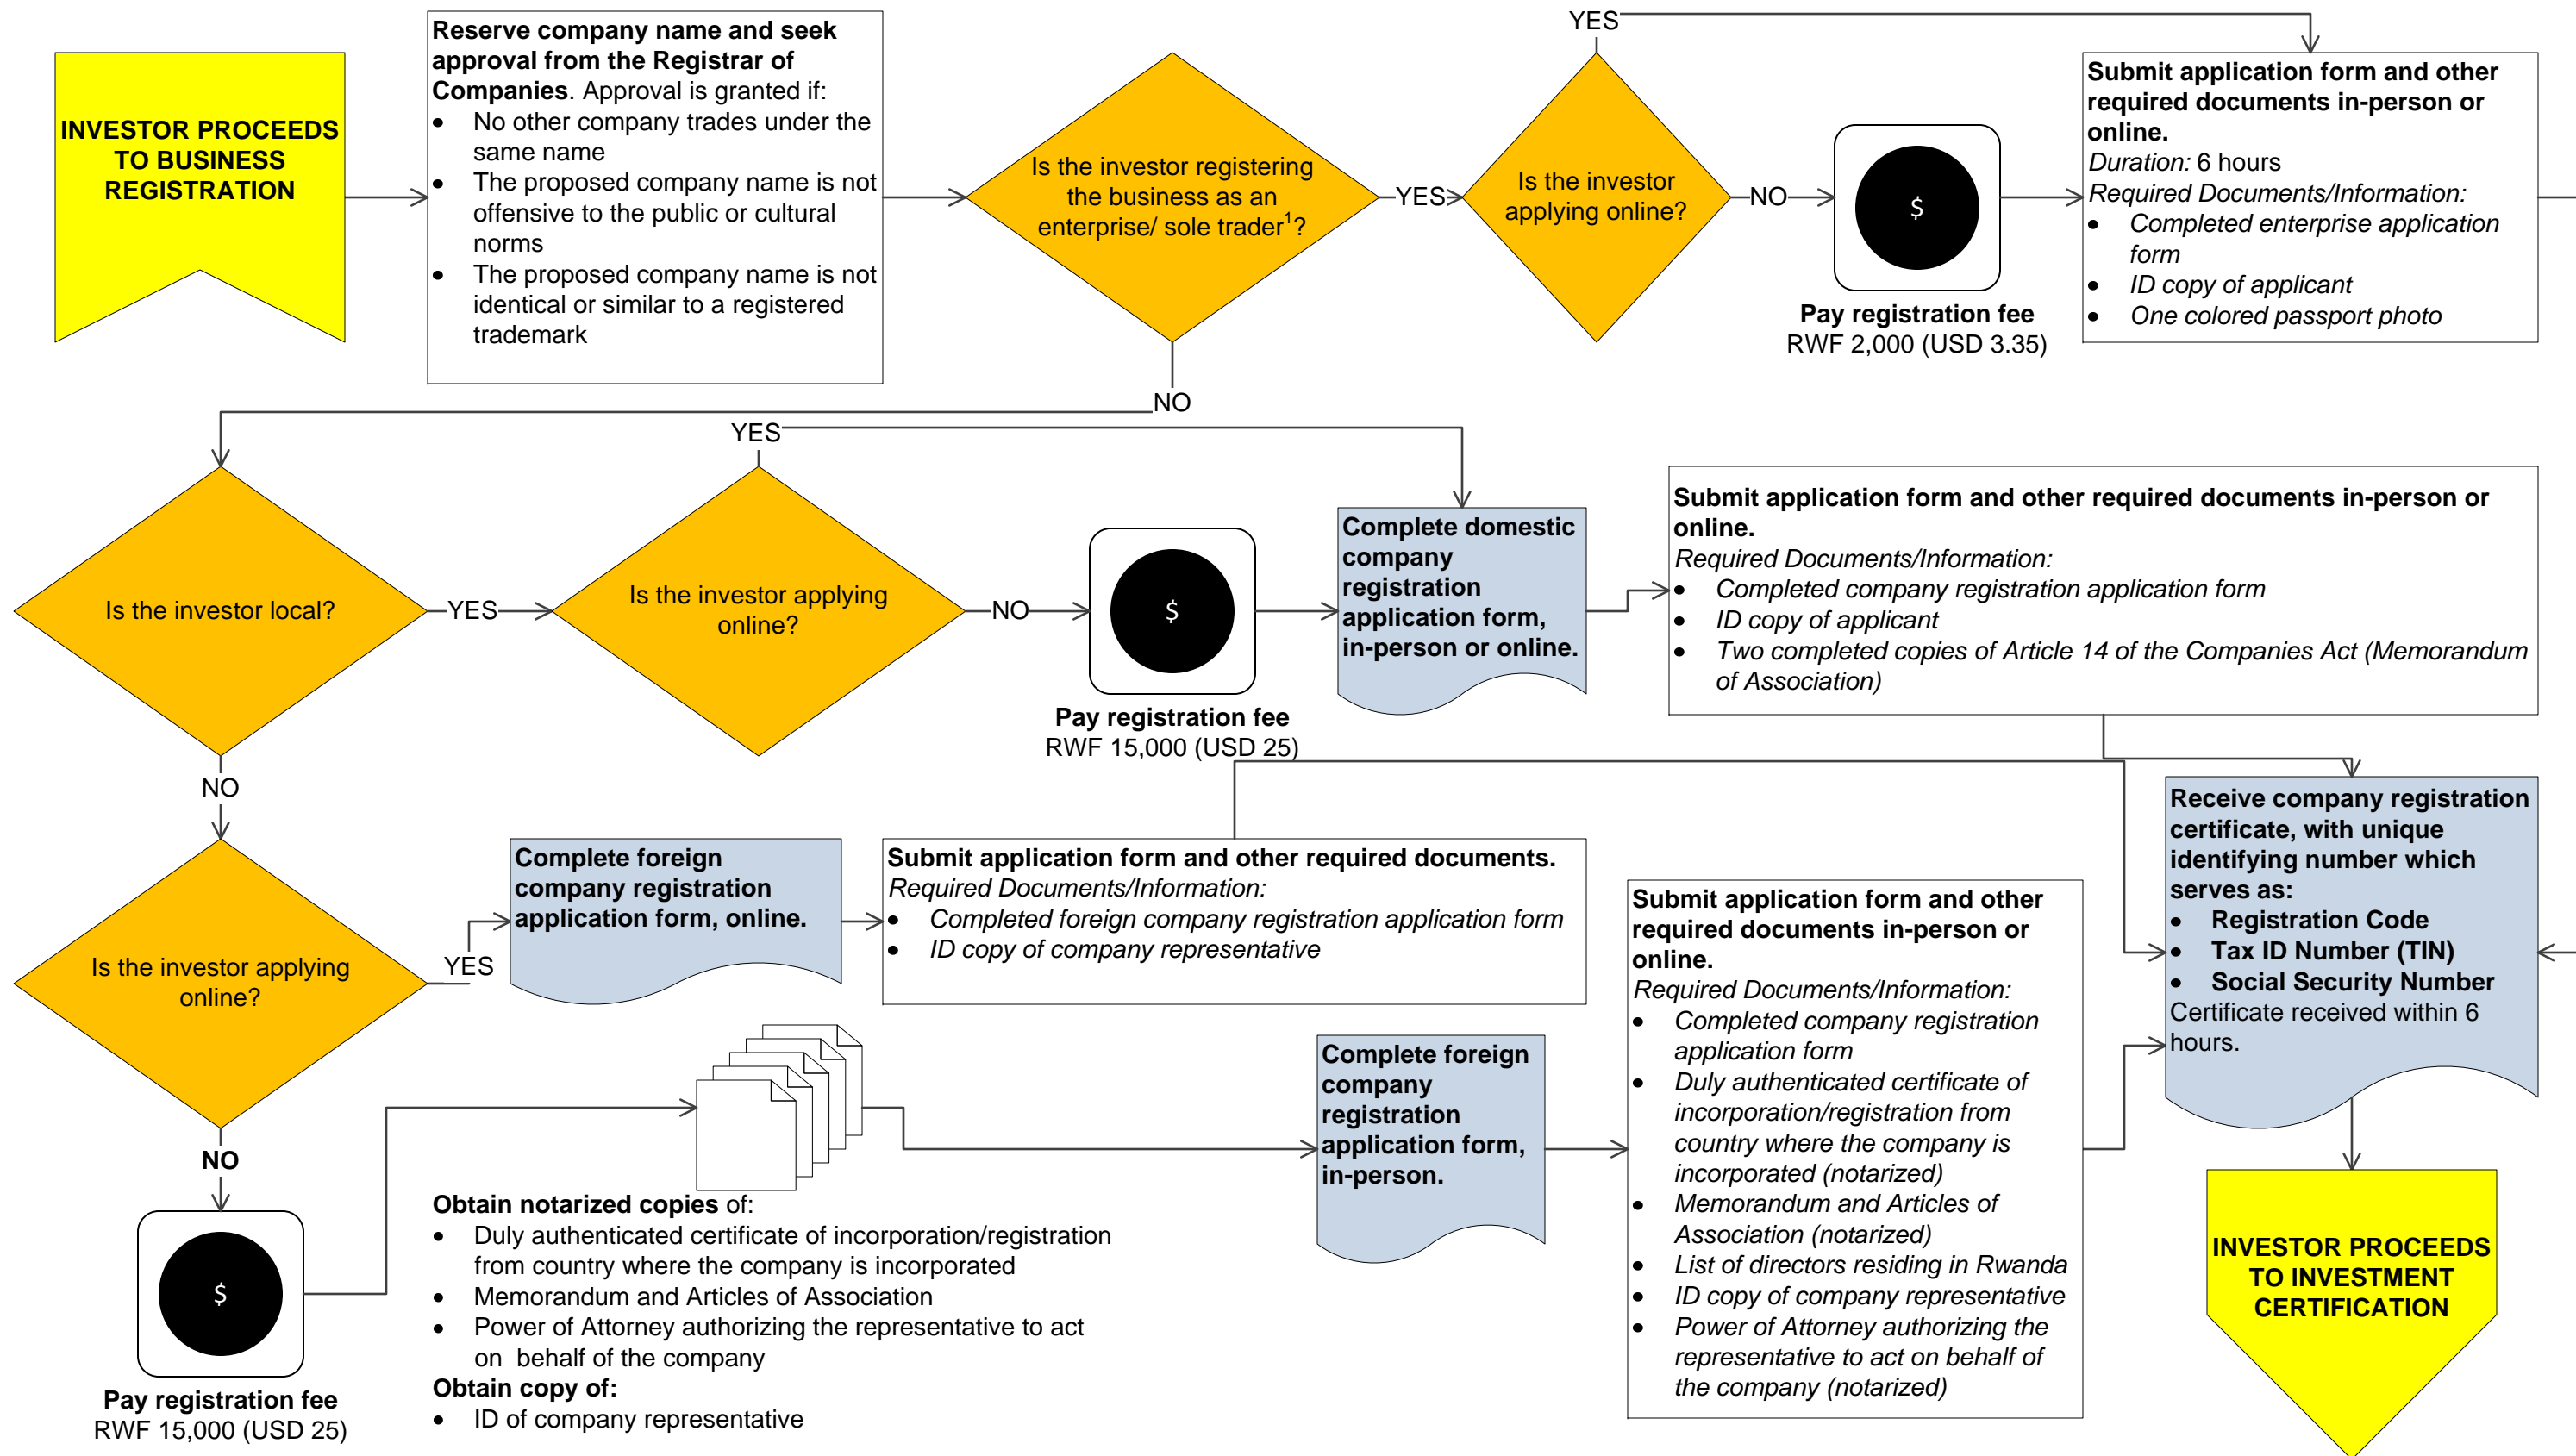 INVESTOR PROCEEDS
TO BUSINESS
REGISTRATION
Reserve company name and seek
approval from the Registrar of
Companies. Approval is granted if:
• No other company trades under the
same name
• The proposed company name is not
offensive to the public or cultural
norms
• The proposed company name is not
identical or similar to a registered
trademark
Is the investor registering
the business as an
enterprise/ sole trader1?
YES
NO
Is the investor
applying online?
YES
NO
$
Pay registration fee
RWF 2,000 (USD 3.35)
Submit application form and other
required documents in-person or
online.
Duration: 6 hours
Required Documents/Information:
• Completed enterprise application
form
• ID copy of applicant
• One colored passport photo
Is the investor local?
YES
NO
Is the investor applying
online?
YES
NO
$
Pay registration fee
RWF 15,000 (USD 25)
Complete domestic
company
registration
application form,
in-person or online.
Submit application form and other required documents in-person or
online.
Required Documents/Information:
• Completed company registration application form
• ID copy of applicant
• Two completed copies of Article 14 of the Companies Act (Memorandum
of Association)
Is the investor applying
online?
YES
NO
Complete foreign
company registration
application form, online.
Submit application form and other required documents.
Required Documents/Information:
• Completed foreign company registration application form
• ID copy of company representative
$
Pay registration fee
RWF 15,000 (USD 25)
Obtain notarized copies of:
• Duly authenticated certificate of incorporation/registration
from country where the company is incorporated
• Memorandum and Articles of Association
• Power of Attorney authorizing the representative to act
on behalf of the company
Obtain copy of:
• ID of company representative
Complete foreign
company
registration
application form,
in-person.
Submit application form and other
required documents in-person or
online.
Required Documents/Information:
• Completed company registration
application form
• Duly authenticated certificate of
incorporation/registration from
country where the company is
incorporated (notarized)
• Memorandum and Articles of
Association (notarized)
• List of directors residing in Rwanda
• ID copy of company representative
• Power of Attorney authorizing the
representative to act on behalf of
the company (notarized)
Receive company registration
certificate, with unique
identifying number which
serves as:
• Registration Code
• Tax ID Number (TIN)
• Social Security Number
Certificate received within 6
hours.
INVESTOR PROCEEDS
TO INVESTMENT
CERTIFICATION